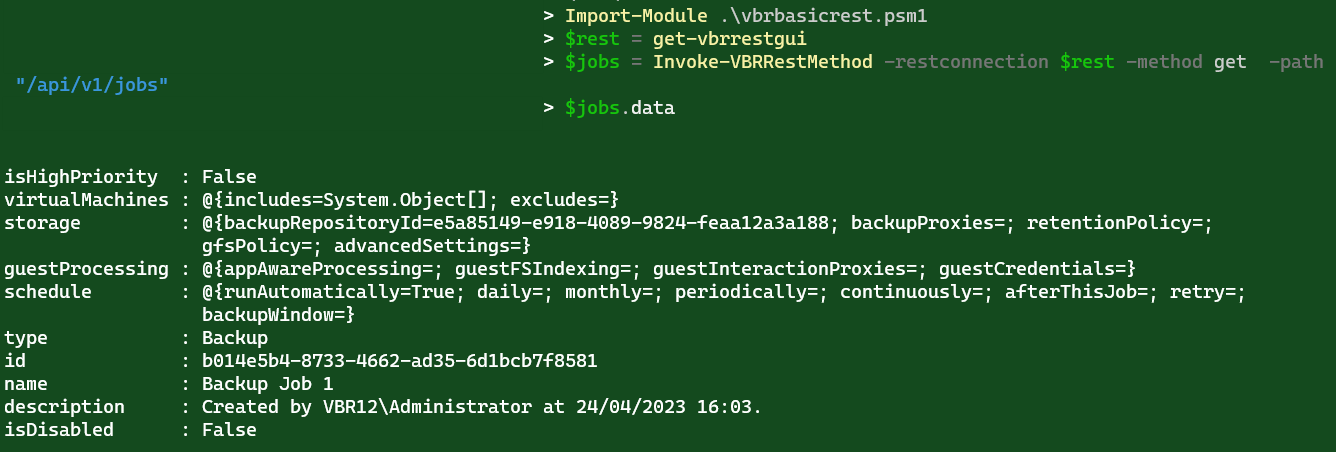 > Import-Module .\vbrbasicrest.psm1
> $rest = get-vbrrestgui
> $jobs = Invoke-VBRRestMethod -restconnection $rest -method get  -path
"/api/v1/jobs"
> $jobs.data
isHighPriority  : False
virtualMachines : @{includes=System.Object[]; excludes=}
storage         : @{backupRepositoryId=e5a85149-e918-4089-9824-feaa12a3a188; backupProxies=; retentionPolicy=;
                  gfsPolicy=; advancedSettings=}
guestProcessing : @{appAwareProcessing=; guestFSIndexing=; guestInteractionProxies=; guestCredentials=}
schedule        : @{runAutomatically=True; daily=; monthly=; periodically=; continuously=; afterThisJob=; retry=;
                  backupWindow=}
type            : Backup
id              : b014e5b4-8733-4662-ad35-6d1bcb7f8581
name            : Backup Job 1
description     : Created by VBR12\Administrator at 24/04/2023 16:03.
isDisabled      : False